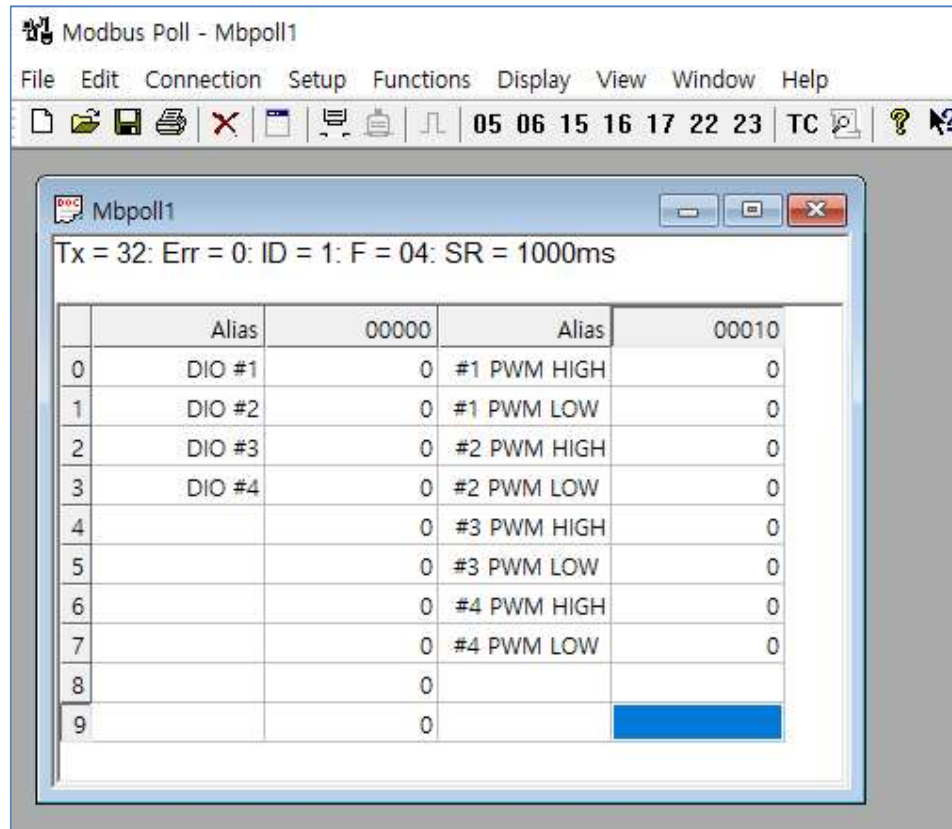 Modbus Poll - Mbpoll1
File Edit Connection Setup Functions Display View Window Help
05 06 15 16 17 22 23 TC
Mbpoll1
Tx = 32: Err = 0: ID = 1: F = 04: SR = 1000ms
Alias 00000 Alias 00010
0 DIO #1 0 #1 PWM HIGH 0
1 DIO #2 0 #1 PWM LOW 0
2 DIO #3 0 #2 PWM HIGH 0
3 DIO #4 0 #2 PWM LOW 0
4 0 #3 PWM HIGH 0
5 0 #3 PWM LOW 0
6 0 #4 PWM HIGH 0
7 0 #4 PWM LOW 0
8 0
9 0